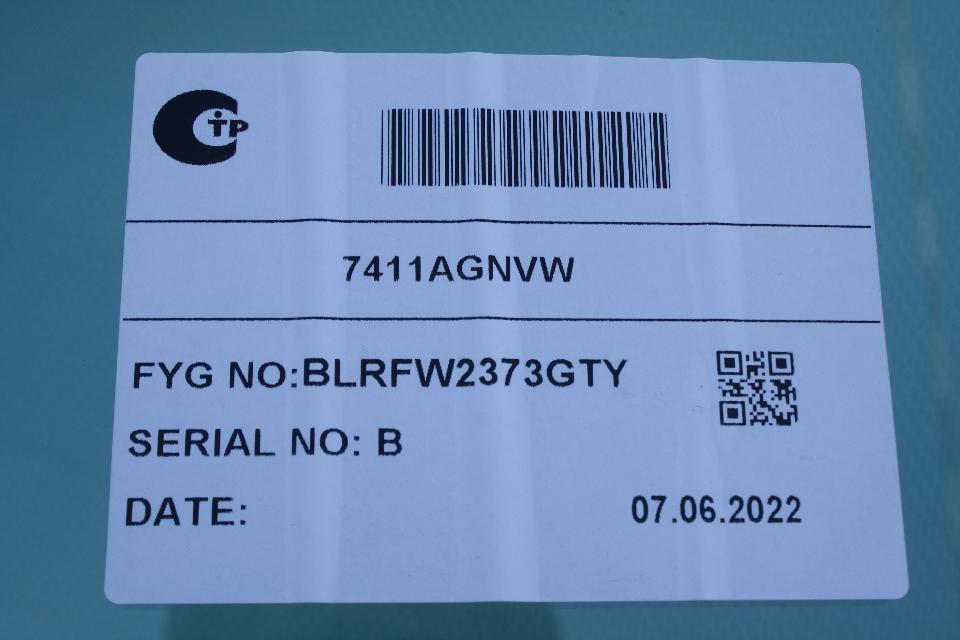 TP
7411AGNVW
FYG NO:BLRFW2373GTY
SERIAL NO: B
DATE: 07.06.2022